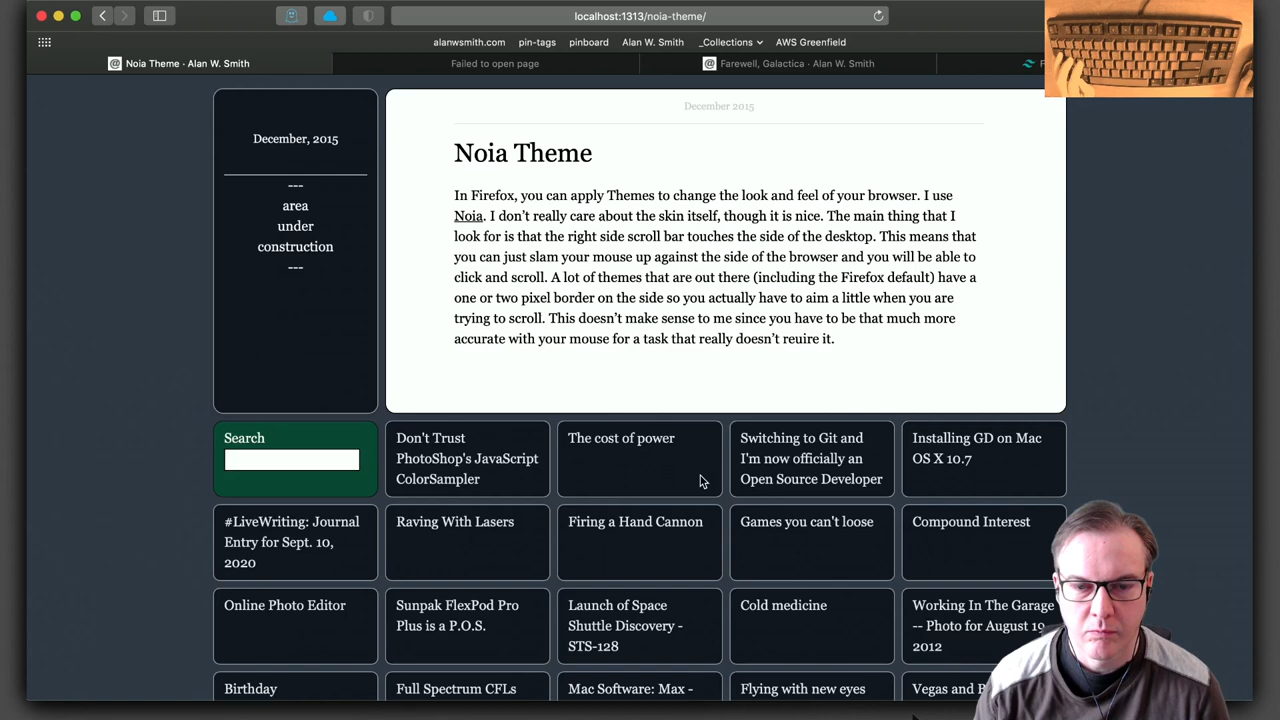 localhost:1313/noia-theme/
alanwsmith.com pin-tags pinboard Alan W. Smith _Collections AWS Greenfield
Noia Theme · Alan W. Smith
Failed to open page
Farewell, Galactica · Alan W. Smith
December, 2015
---
area
under
construction
---
December 2015
Noia Theme
In Firefox, you can apply Themes to change the look and feel of your browser. I use
Noia. I don’t really care about the skin itself, though it is nice. The main thing that I
look for is that the right side scroll bar touches the side of the desktop. This means that
you can just slam your mouse up against the side of the browser and you will be able to
click and scroll. A lot of themes that are out there (including the Firefox default) have a
one or two pixel border on the side so you actually have to aim a little when you are
trying to scroll. This doesn’t make sense to me since you have to be that much more
accurate with your mouse for a task that really doesn’t reuire it.
Search
Don't Trust
PhotoShop's JavaScript
ColorSampler
The cost of power
Switching to Git and
I'm now officially an
Open Source Developer
Installing GD on Mac
OS X 10.7
#LiveWriting: Journal
Entry for Sept. 10,
2020
Raving With Lasers
Firing a Hand Cannon
Games you can't loose
Compound Interest
Online Photo Editor
Sunpak FlexPod Pro
Plus is a P.O.S.
Launch of Space
Shuttle Discovery -
STS-128
Cold medicine
Working In The Garage
-- Photo for August 19
2012
Birthday
Full Spectrum CFLs
Mac Software: Max -
Flying with new eyes
Vegas and